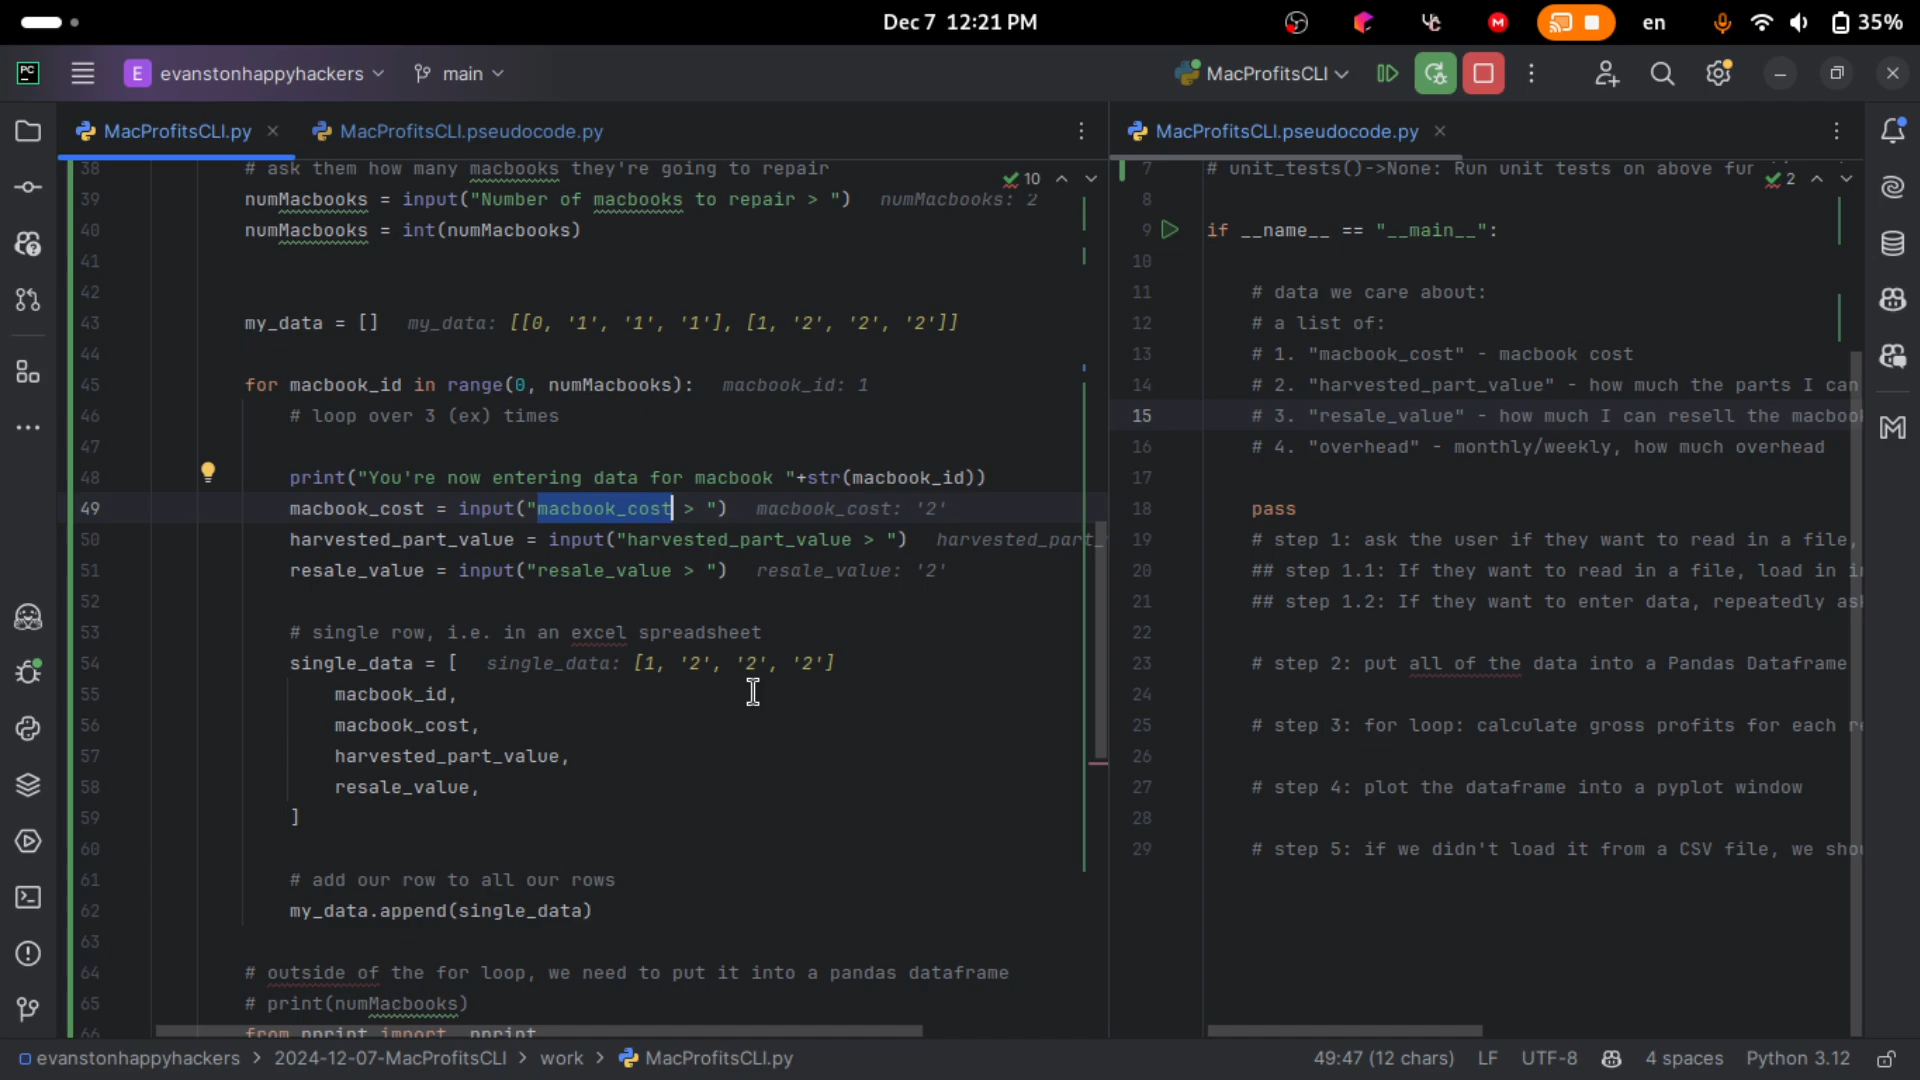 Dec 7 12:21 PM
en
35%
PC
E evanstonhappyhackers
main
MacProfitsCLI
MacProfitsCLI.py
MacProfitsCLI.pseudocode.py
MacProfitsCLI.pseudocode.py
38 # ask them how many macbooks they're going to repair
10
39 numMacbooks = input("Number of macbooks to repair > ") numMacbooks: 2
40 numMacbooks = int(numMacbooks)
41
42
43 my_data = [] my_data: [[0, '1', '1', '1'], [1, '2', '2', '2']]
44
45 for macbook_id in range(0, numMacbooks): macbook_id: 1
46 # loop over 3 (ex) times
47
48 print("You're now entering data for macbook "+str(macbook_id))
49 macbook_cost = input("macbook_cost > ") macbook_cost: '2'
50 harvested_part_value = input("harvested_part_value > ") harvested_part_
51 resale_value = input("resale_value > ") resale_value: '2'
52
53 # single row, i.e. in an excel spreadsheet
54 single_data = [ single_data: [1, '2', '2', '2']
55 macbook_id,
56 macbook_cost,
57 harvested_part_value,
58 resale_value,
59 ]
60
61 # add our row to all our rows
62 my_data.append(single_data)
63
64 # outside of the for loop, we need to put it into a pandas dataframe
65 # print(numMacbooks)
66 from pprint import pprint
7 # unit_tests()->None: Run unit tests on above fur
2
8
9 if __name__ == "__main__":
10
11 # data we care about:
12 # a list of:
13 # 1. "macbook_cost" - macbook cost
14 # 2. "harvested_part_value" - how much the parts I can
15 # 3. "resale_value" - how much I can resell the macboo
16 # 4. "overhead" - monthly/weekly, how much overhead
17
18 pass
19 # step 1: ask the user if they want to read in a file,
20 ## step 1.1: If they want to read in a file, load in i
21 ## step 1.2: If they want to enter data, repeatedly as
22
23 # step 2: put all of the data into a Pandas Dataframe
24
25 # step 3: for loop: calculate gross profits for each r
26
27 # step 4: plot the dataframe into a pyplot window
28
29 # step 5: if we didn't load it from a CSV file, we sho
evanstonhappyhackers > 2024-12-07-MacProfitsCLI > work > MacProfitsCLI.py
49:47 (12 chars) LF UTF-8 4 spaces Python 3.12